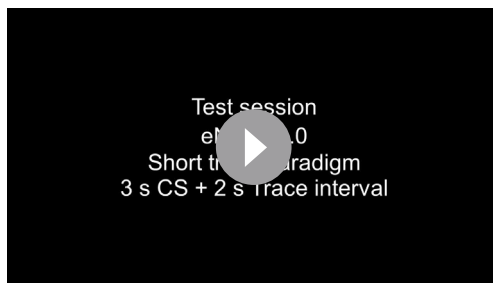 Test session
Short
3 s CS + 2 s Trace interval